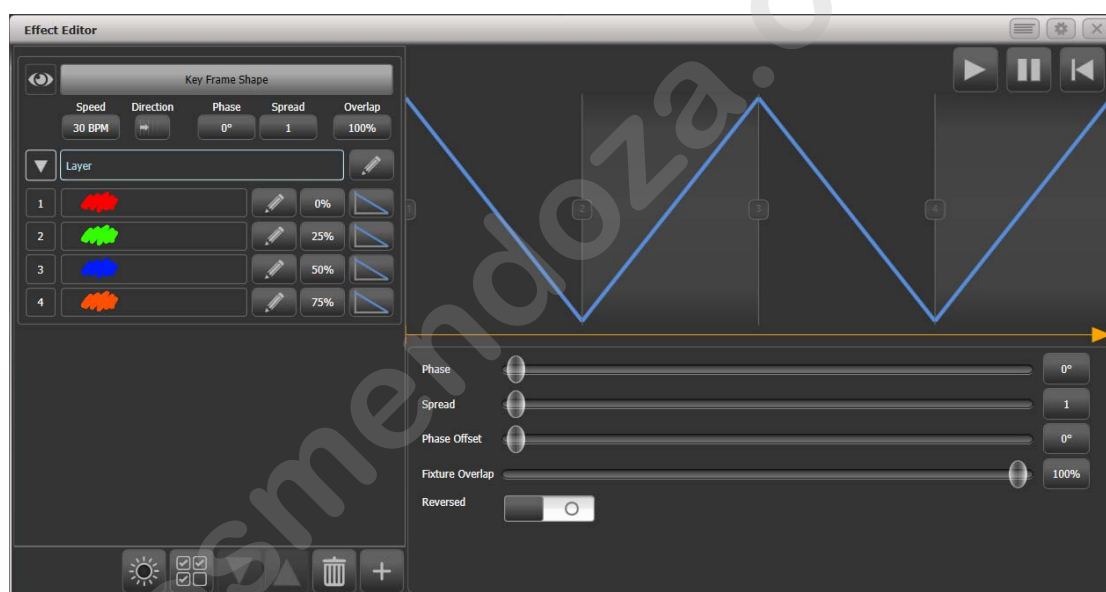 Effect Editor
Key Frame Shape
Speed Direction Phase Spread Overlap
30 BPM 0° 1 100%
Layer
1 0%
2 25%
3 50%
4 75%
1 2 3 4
Phase 0°
Spread 1
Phase Offset 0°
Fixture Overlap 100%
Reversed
smendoza.